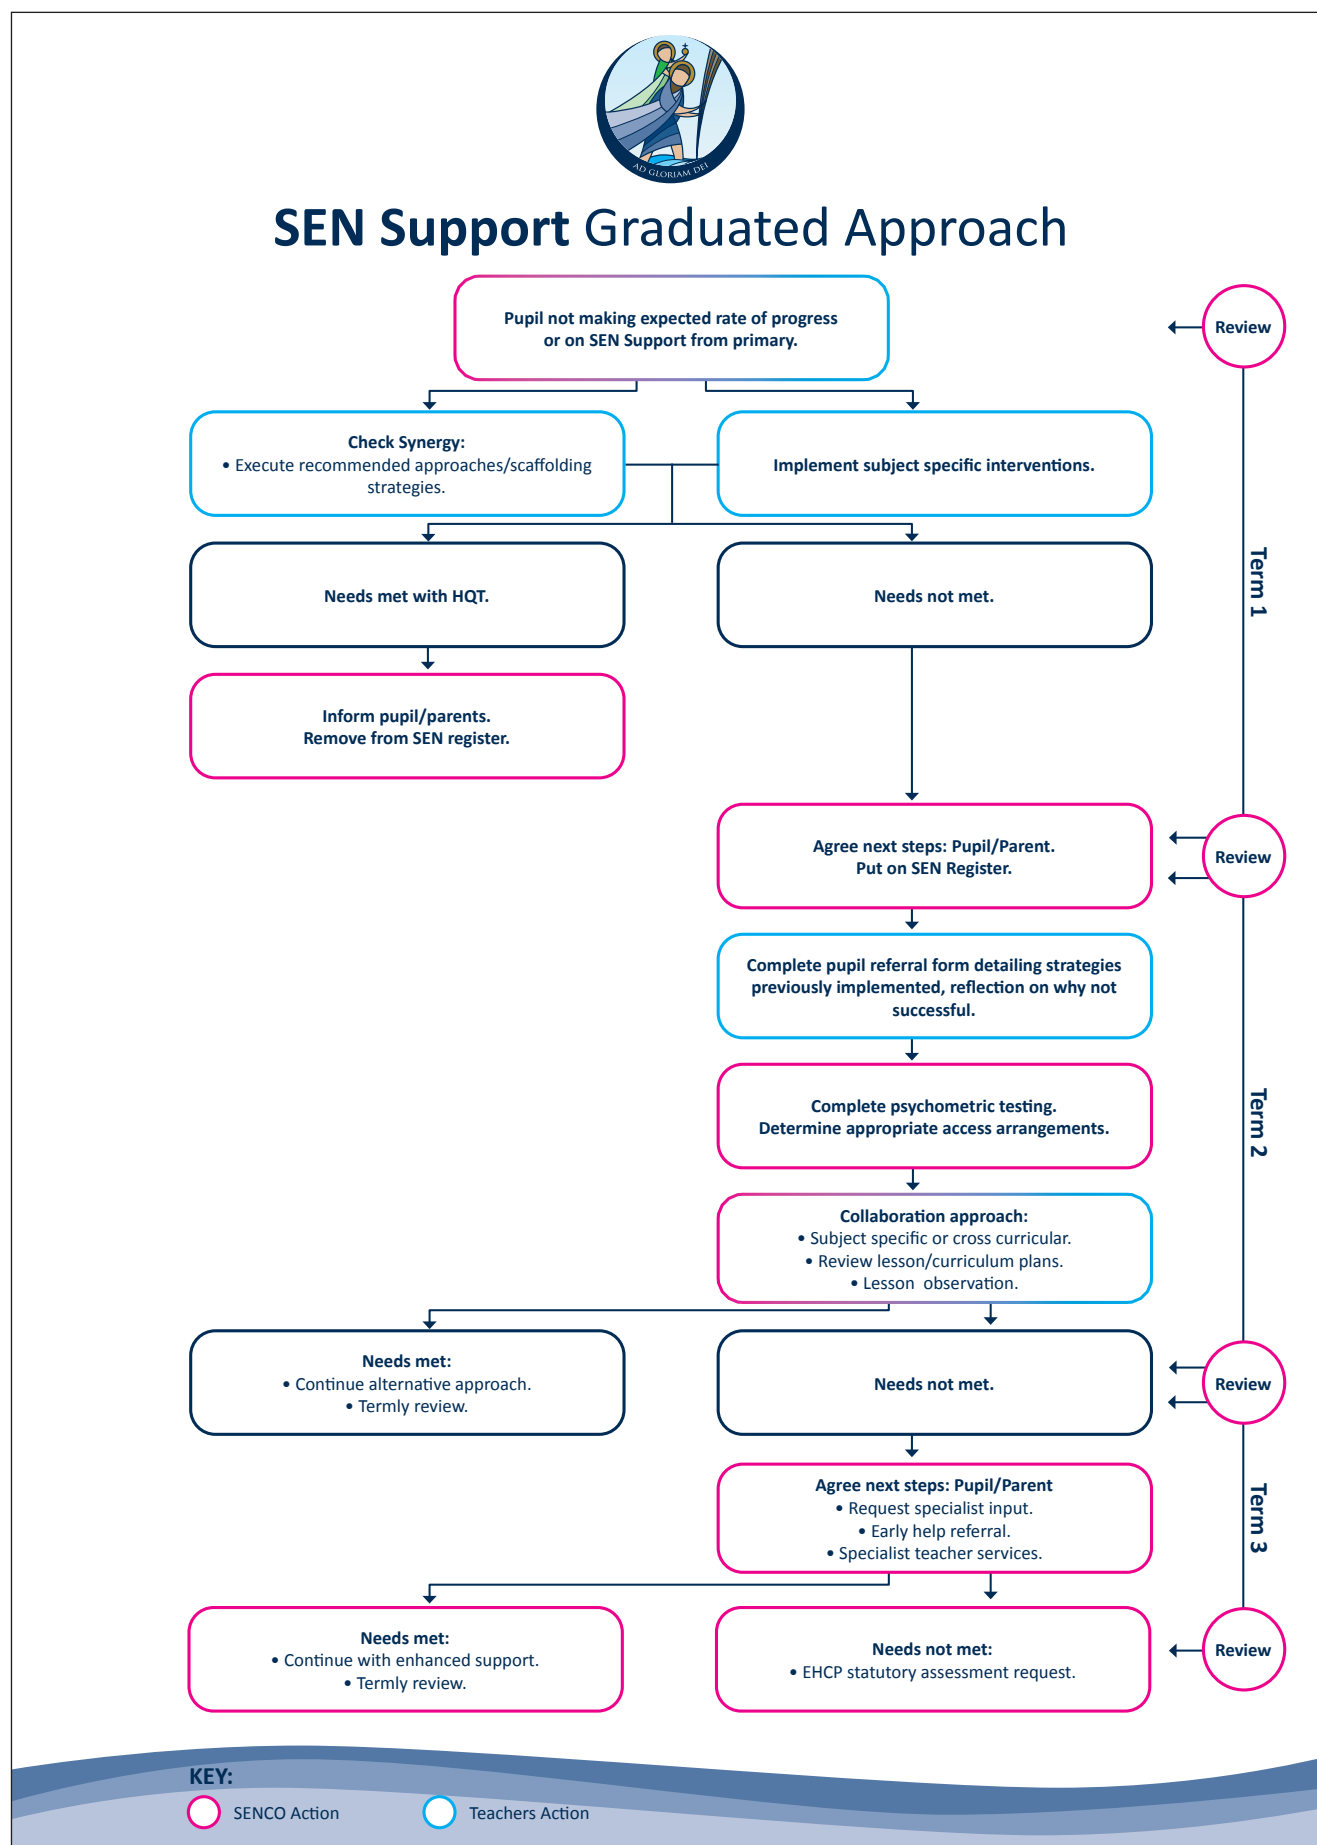 AD GLORIAM DEI
SEN Support Graduated Approach
Pupil not making expected rate of progress
or on SEN Support from primary.
Review
Check Synergy:
• Execute recommended approaches/scaffolding
strategies.
Implement subject specific interventions.
Needs met with HQT.
Needs not met.
Term 1
Inform pupil/parents.
Remove from SEN register.
Agree next steps: Pupil/Parent.
Put on SEN Register.
Review
Complete pupil referral form detailing strategies
previously implemented, reflection on why not
successful.
Complete psychometric testing.
Determine appropriate access arrangements.
Term 2
Collaboration approach:
• Subject specific or cross curricular.
• Review lesson/curriculum plans.
• Lesson observation.
Needs met:
• Continue alternative approach.
• Termly review.
Needs not met.
Review
Agree next steps: Pupil/Parent
• Request specialist input.
• Early help referral.
• Specialist teacher services.
Term 3
Needs met:
• Continue with enhanced support.
• Termly review.
Needs not met:
• EHCP statutory assessment request.
Review
KEY:
SENCO Action
Teachers Action